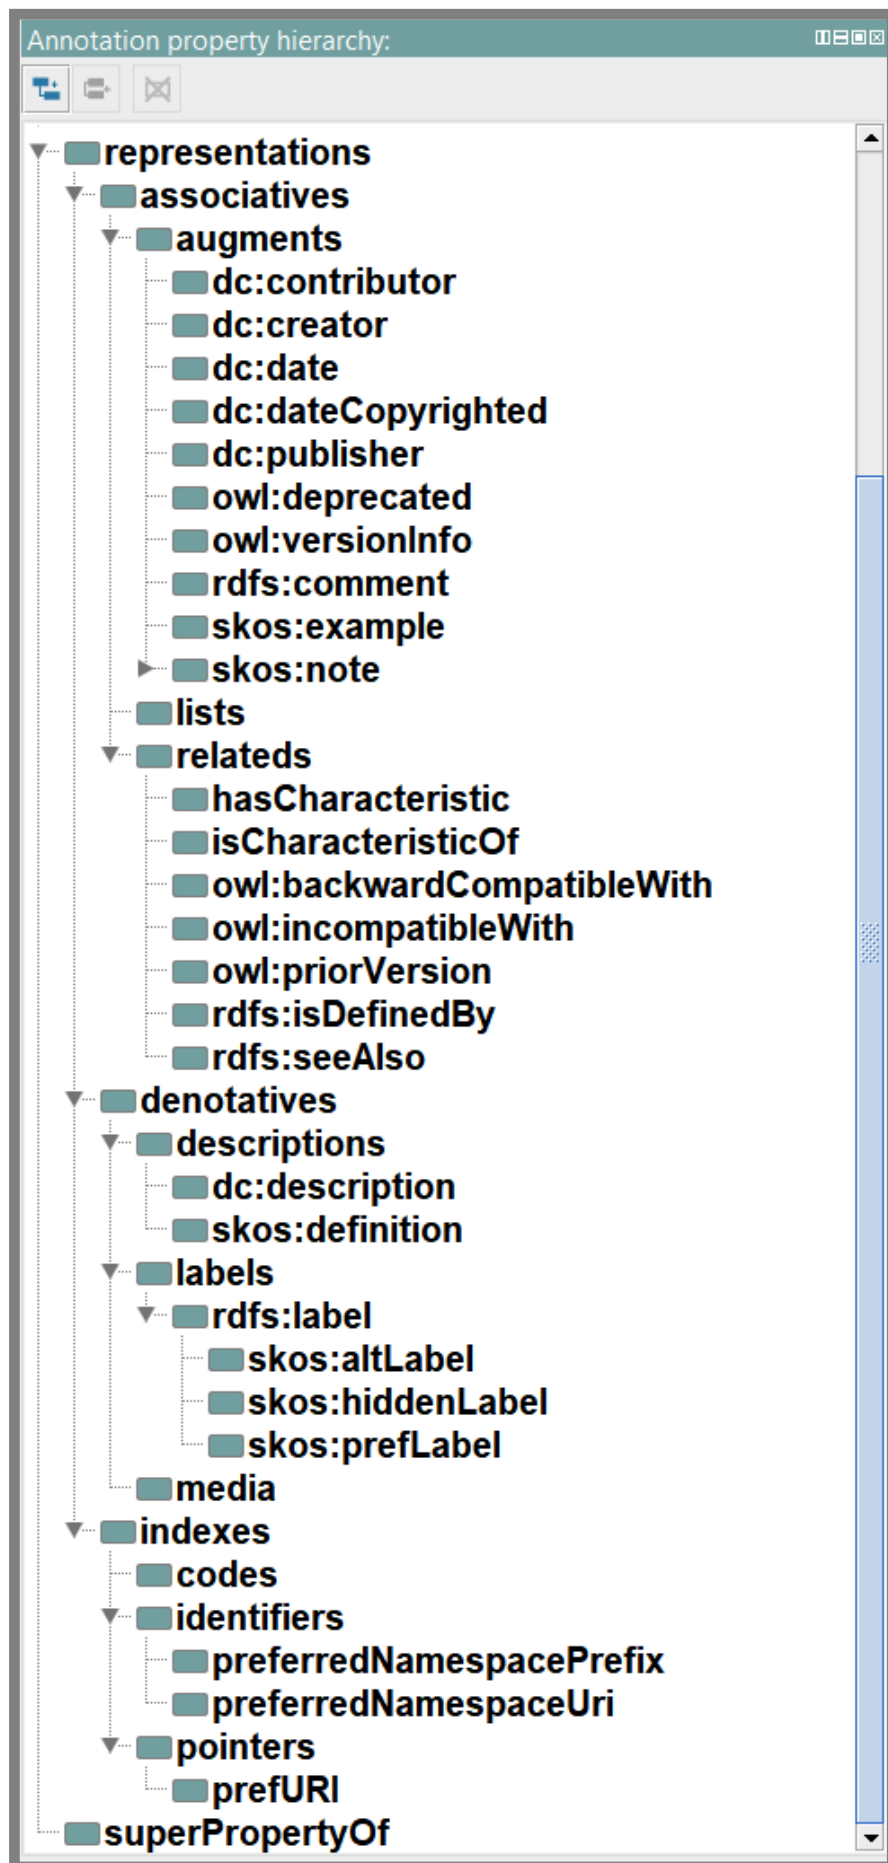 Annotation property hierarchy:
representations
associatives
augments
dc:contributor
dc:creator
dc:date
dc:dateCopyrighted
dc:publisher
owl:deprecated
owl:versionInfo
rdfs:comment
skos:example
skos:note
lists
relateds
hasCharacteristic
isCharacteristicOf
owl:backwardCompatibleWith
owl:incompatibleWith
owl:priorVersion
rdfs:isDefinedBy
rdfs:seeAlso
denotatives
descriptions
dc:description
skos:definition
labels
rdfs:label
skos:altLabel
skos:hiddenLabel
skos:prefLabel
media
indexes
codes
identifiers
preferredNamespacePrefix
preferredNamespaceUri
pointers
prefURI
superPropertyOf